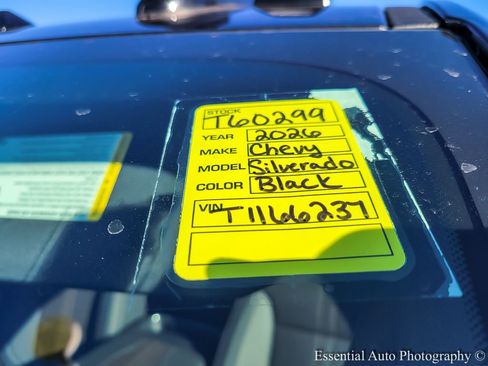 STOCK T60299
YEAR 2026
MAKE Chevy
MODEL Silverado
COLOR Black
VIN T1166237
Essential Auto Photography (c)